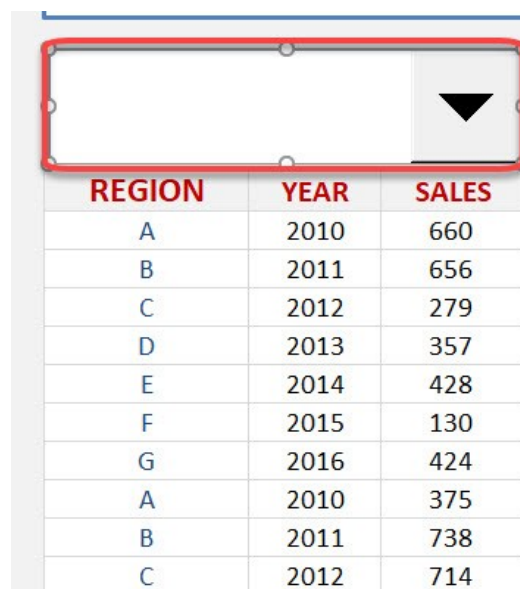 REGION YEAR SALES
A 2010 660
B 2011 656
C 2012 279
D 2013 357
E 2014 428
F 2015 130
G 2016 424
A 2010 375
B 2011 738
C 2012 714